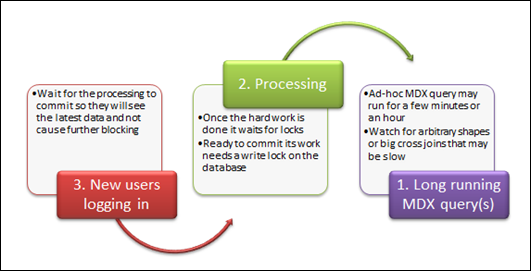 • Wait for the processing to
commit so they will see
the latest data and not
cause further blocking
3. New users
logging in
2. Processing
• Once the hard work is
done it waits for locks
• Ready to commit its work
needs a write lock on the
database
• Ad-hoc MDX query may
run for a few minutes or
an hour
• Watch for arbitrary shapes
or big cross joins that may
be slow
1. Long running
MDX query(s)